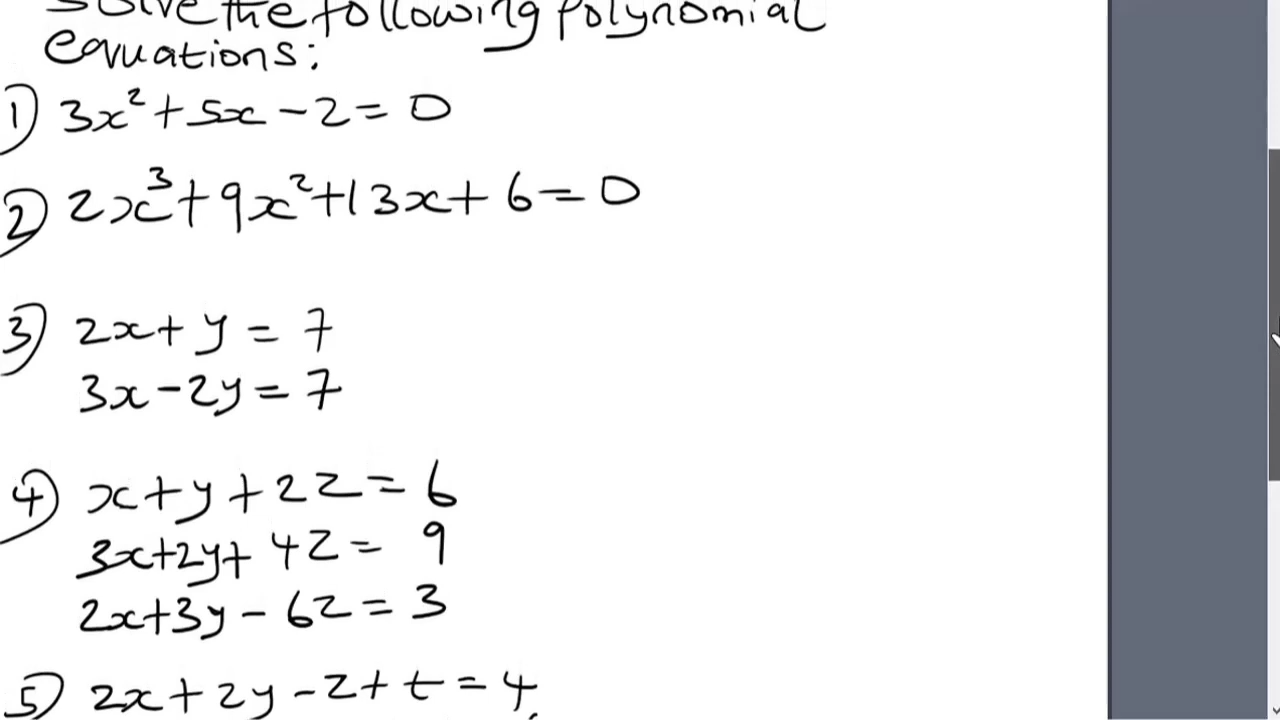 Solve the following polynomial
equations:
1) 3x² + 5x - 2 = 0
2) 2x³ + 9x² + 13x + 6 = 0
3) 2x + y = 7
3x - 2y = 7
4) x + y + 2z = 6
3x + 2y + 4z = 9
2x + 3y - 6z = 3
5) 2x + 2y - z + t = 4